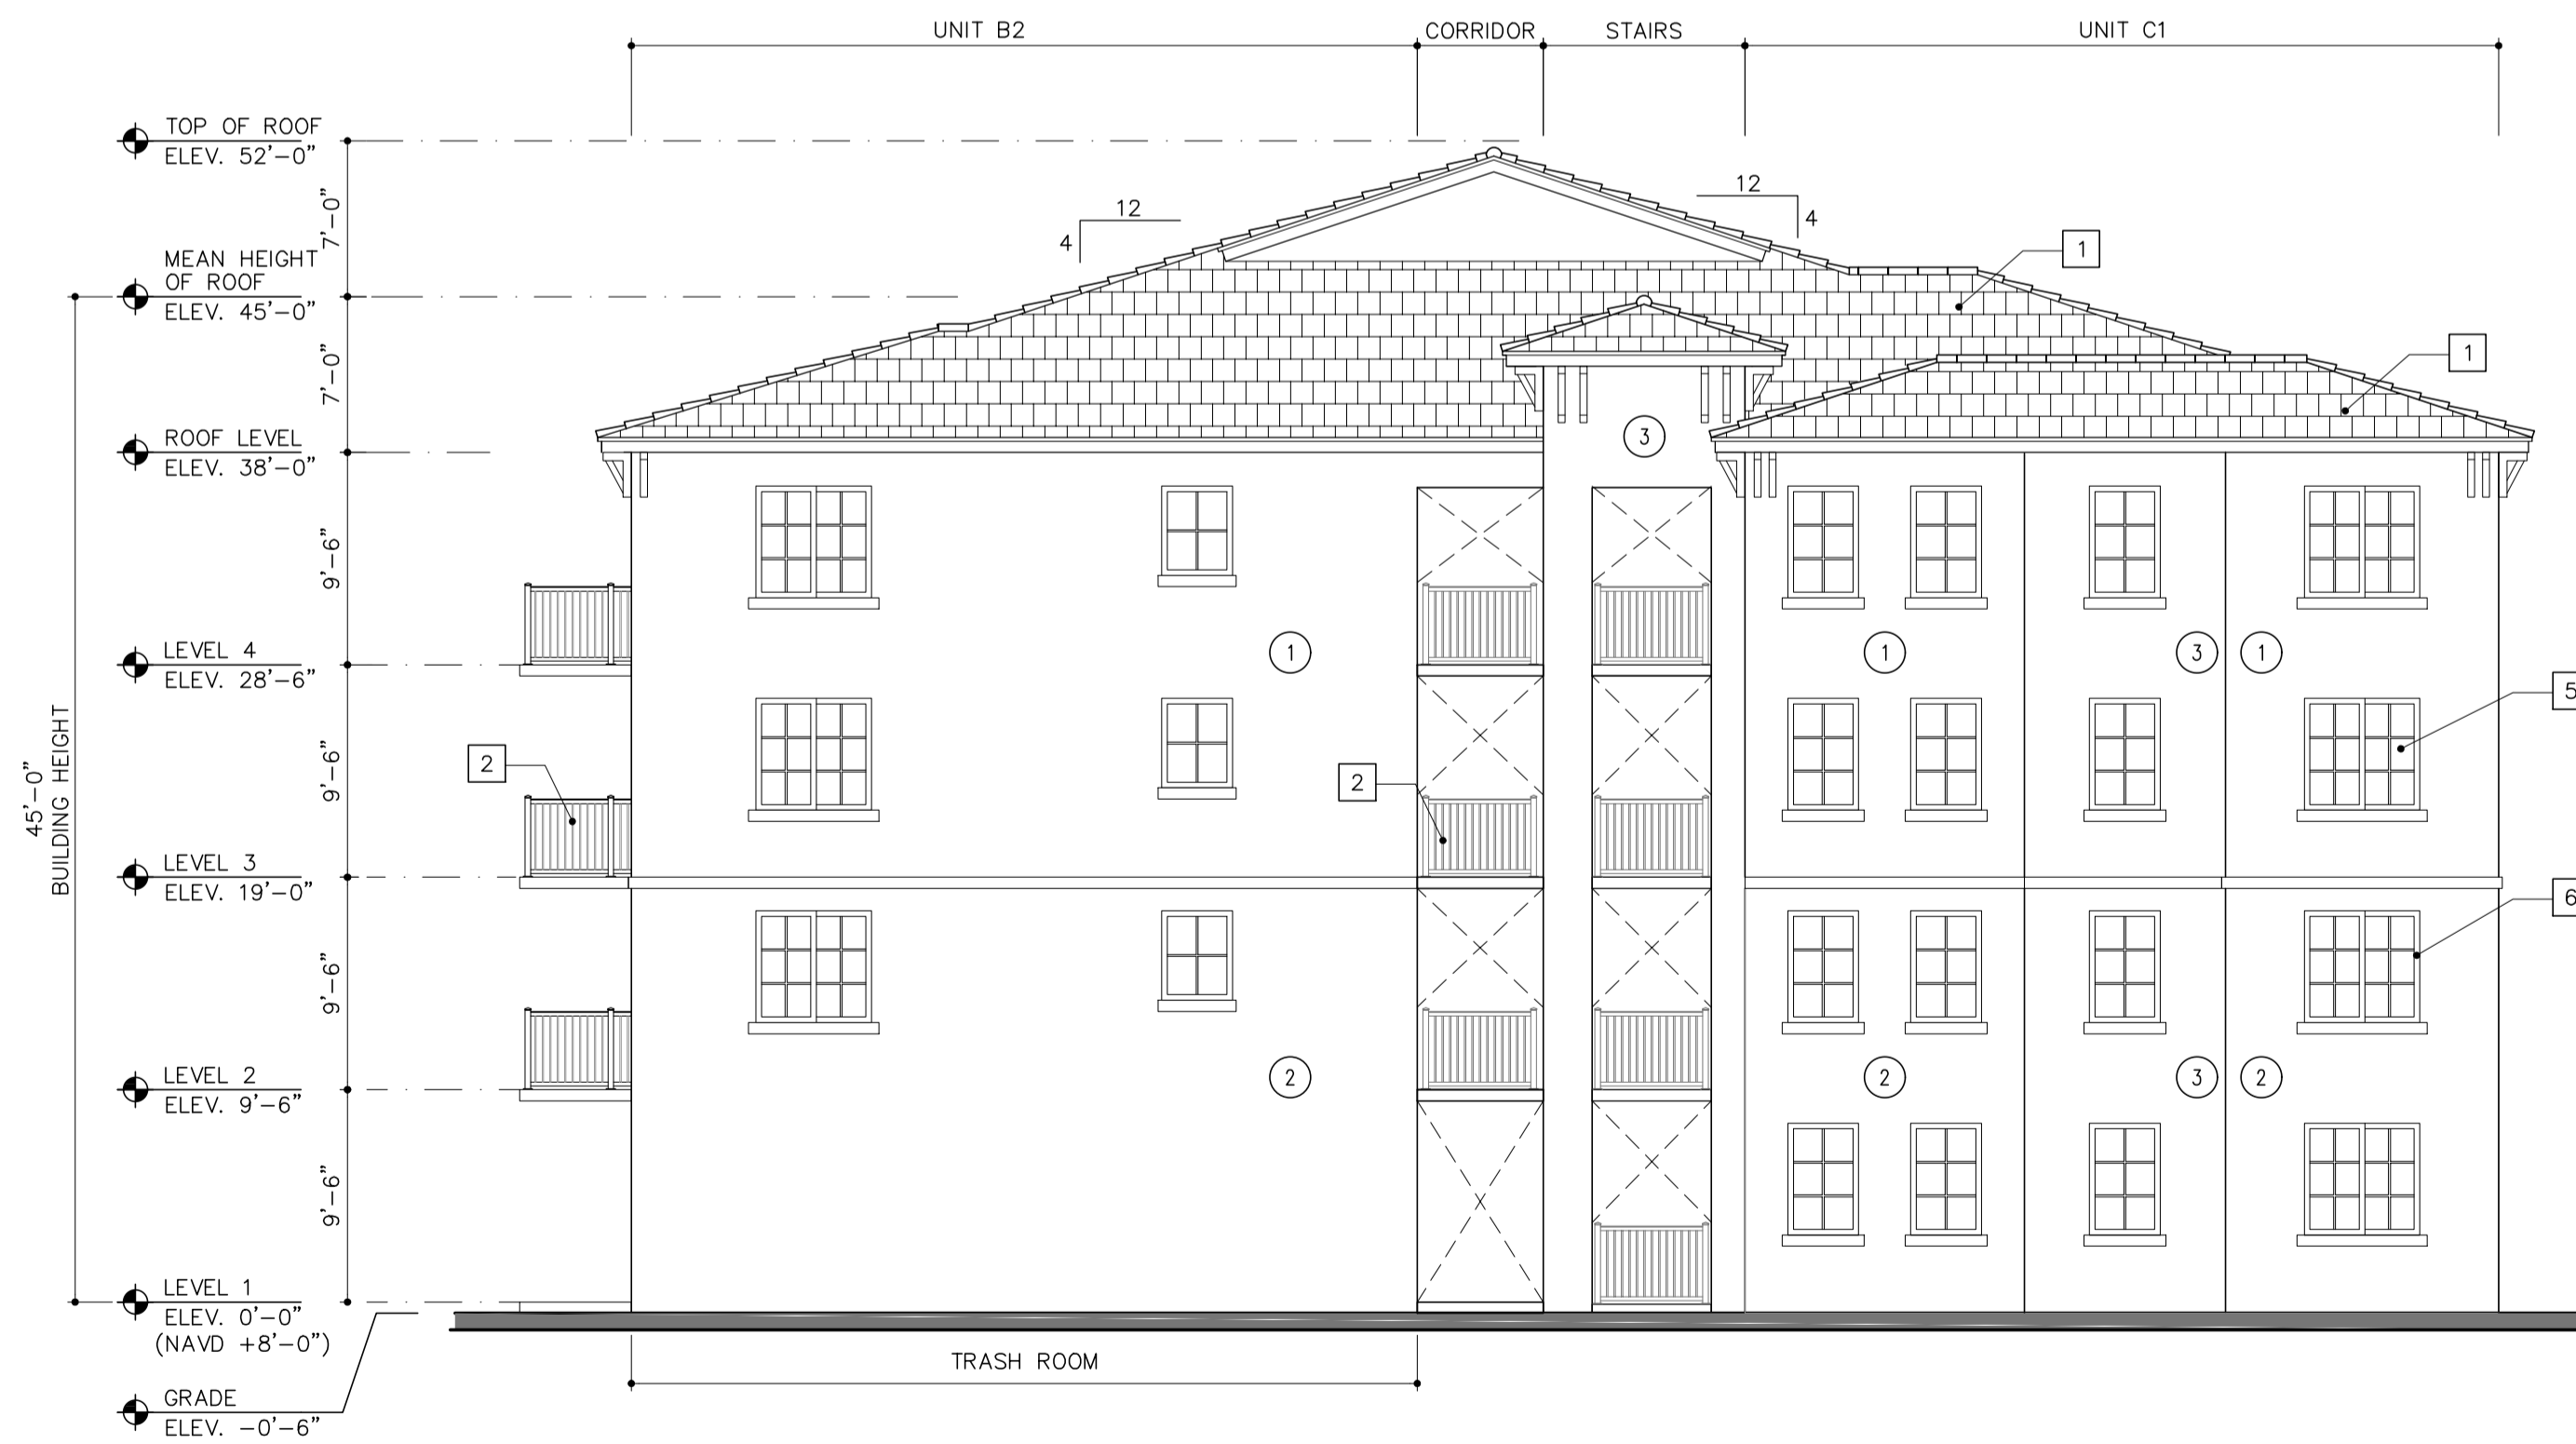 UNIT B2
CORRIDOR
STAIRS
UNIT C1
TOP OF ROOF
ELEV. 52'-0"
7'-0"
12
4
12
4
1
MEAN HEIGHT
OF ROOF
ELEV. 45'-0"
7'-0"
1
ROOF LEVEL
ELEV. 38'-0"
3
9'-6"
LEVEL 4
ELEV. 28'-6"
1
1
3
1
5
45'-0"
BUILDING HEIGHT
9'-6"
2
2
LEVEL 3
ELEV. 19'-0"
6
9'-6"
LEVEL 2
ELEV. 9'-6"
2
2
3
2
9'-6"
LEVEL 1
ELEV. 0'-0"
(NAVD +8'-0")
TRASH ROOM
GRADE
ELEV. -0'-6"